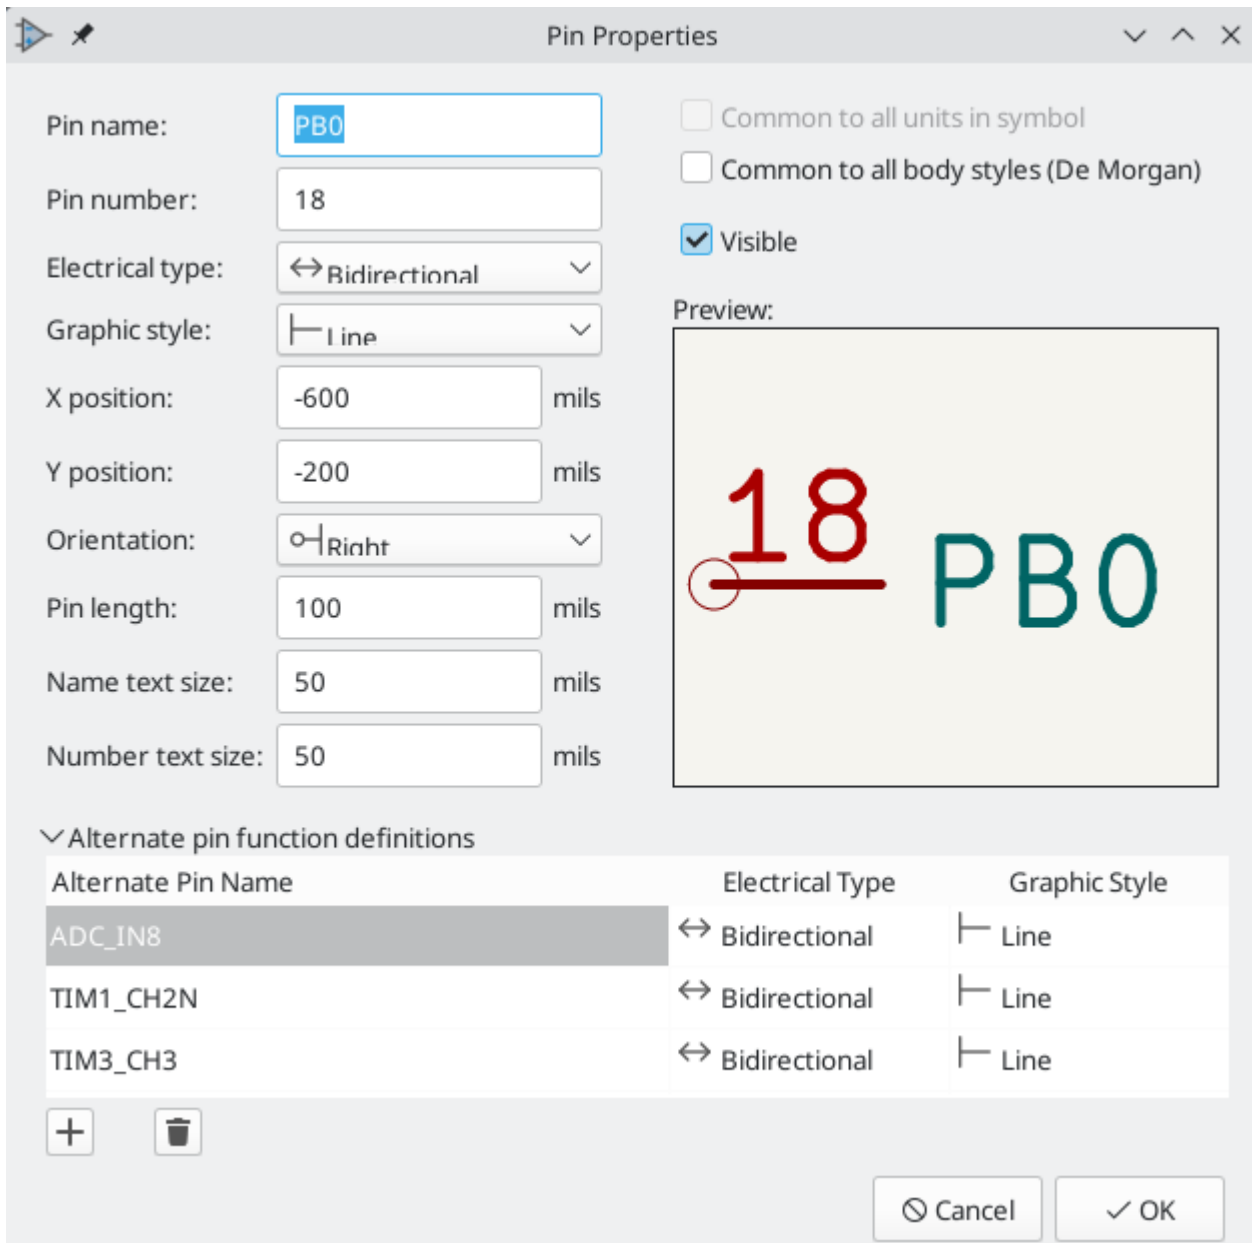 Pin Properties
Pin name: PB0
Pin number: 18
Electrical type: Bidirectional
Graphic style: Line
X position: -600 mils
Y position: -200 mils
Orientation: Right
Pin length: 100 mils
Name text size: 50 mils
Number text size: 50 mils
Common to all units in symbol
Common to all body styles (De Morgan)
Visible
Preview:
18
PB0
Alternate pin function definitions
Alternate Pin Name Electrical Type Graphic Style
ADC_IN8 Bidirectional Line
TIM1_CH2N Bidirectional Line
TIM3_CH3 Bidirectional Line
Cancel OK